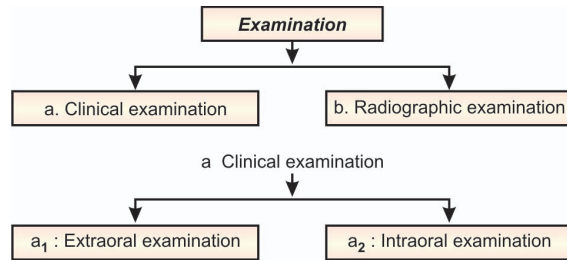 Examination
a. Clinical examination
b. Radiographic examination
a Clinical examination
a₁ : Extraoral examination
a₂ : Intraoral examination